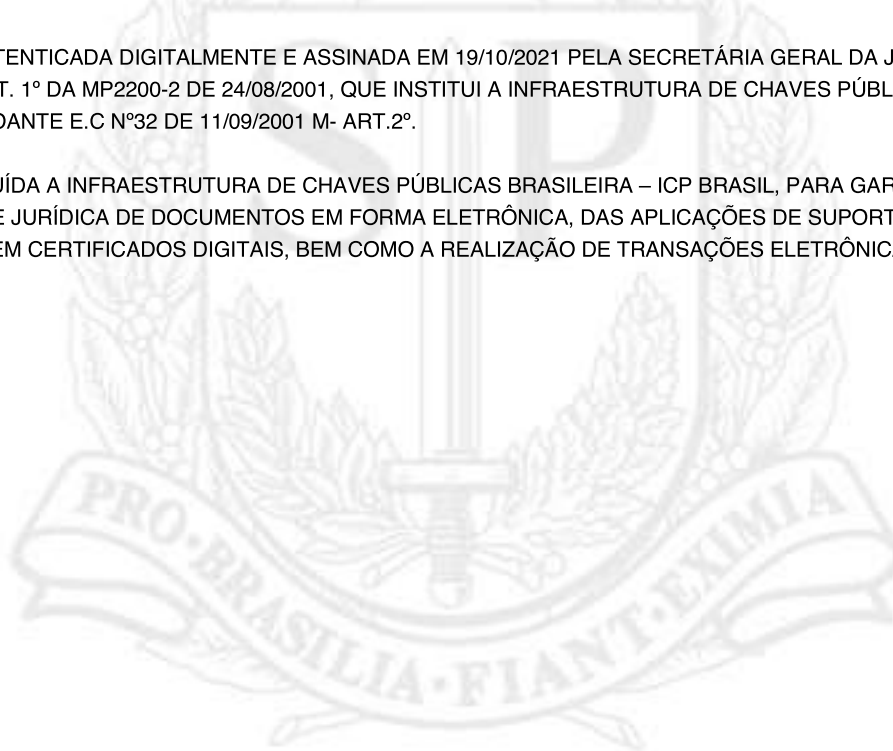 TENTICADA DIGITALMENTE E ASSINADA EM 19/10/2021 PELA SECRETÁRIA GERAL DA J
T. 1º DA MP2200-2 DE 24/08/2001, QUE INSTITUI A INFRAESTRUTURA DE CHAVES PÚBL
DANTE E.C Nº32 DE 11/09/2001 M- ART.2º.
UÍDA A INFRAESTRUTURA DE CHAVES PÚBLICAS BRASILEIRA – ICP BRASIL, PARA GAR
E JURÍDICA DE DOCUMENTOS EM FORMA ELETRÔNICA, DAS APLICAÇÕES DE SUPORT
EM CERTIFICADOS DIGITAIS, BEM COMO A REALIZAÇÃO DE TRANSAÇÕES ELETRÔNICA
SP
PRO·BRASILIA·FIANT·EXIMIA